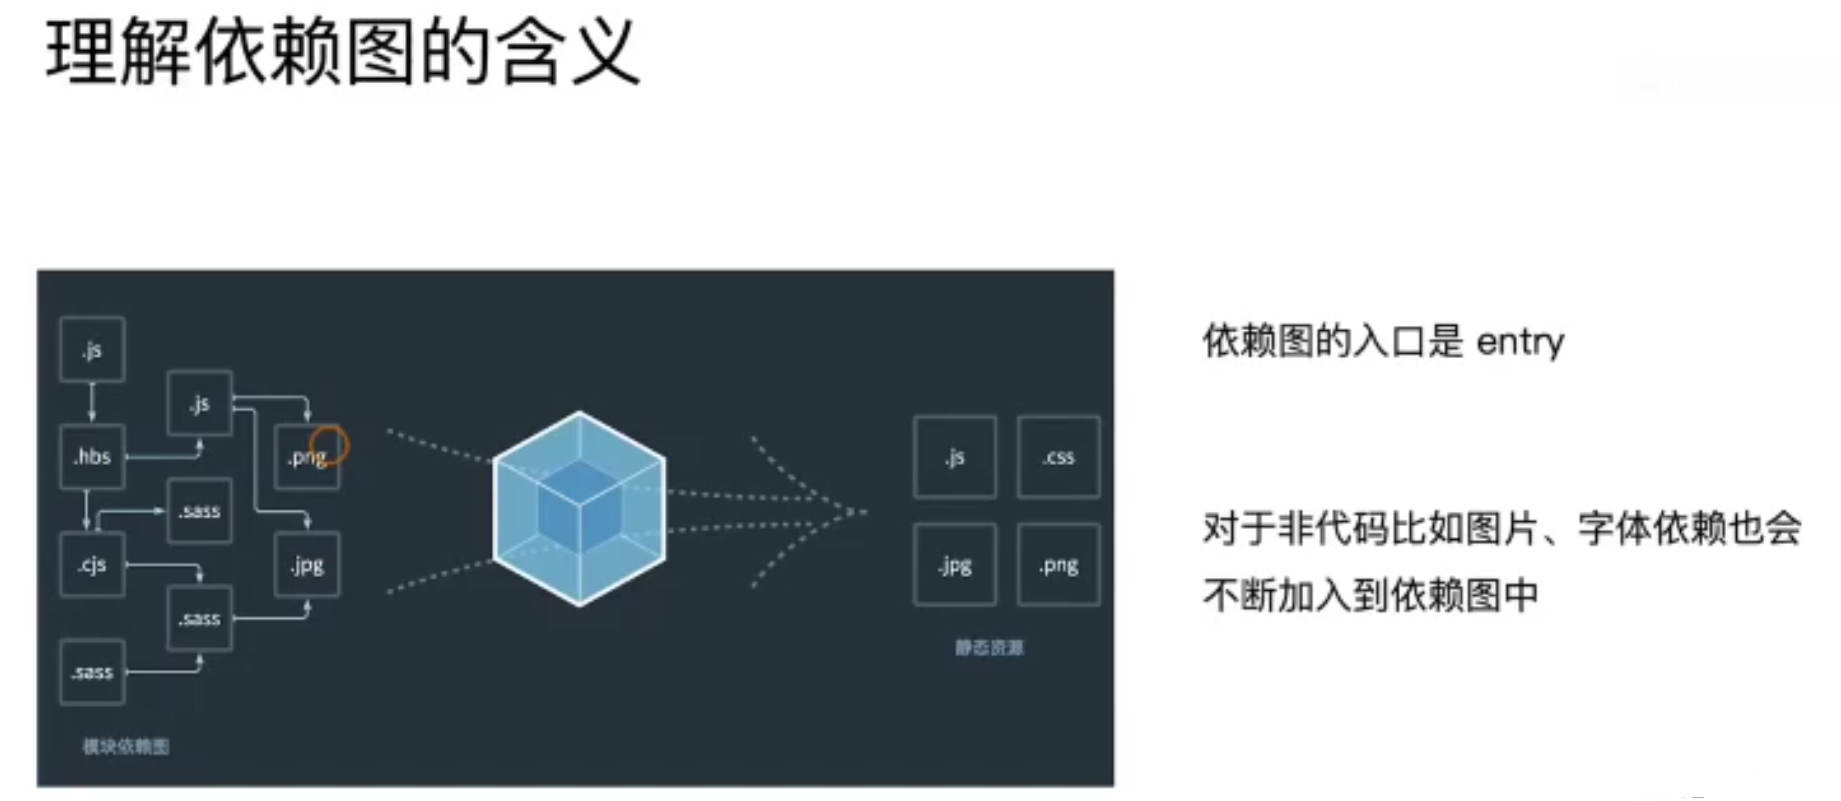 理解依赖图的含义
.js
.js
.hbs
.png
.sass
.cjs
.jpg
.sass
.sass
模块依赖图
.js
.css
.jpg
.png
静态资源
依赖图的入口是 entry
对于非代码比如图片、字体依赖也会
不断加入到依赖图中